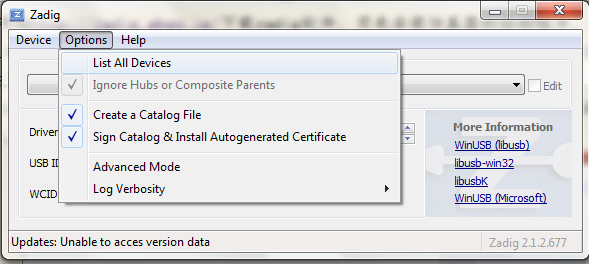 Zadig
Device Options Help
List All Devices
Ignore Hubs or Composite Parents
Edit
Create a Catalog File
Sign Catalog & Install Autogenerated Certificate
Advanced Mode
Log Verbosity
Driver
USB ID
WCID
More Information
WinUSB (libusb)
libusb-win32
libusbK
WinUSB (Microsoft)
Updates: Unable to acces version data
Zadig 2.1.2.677